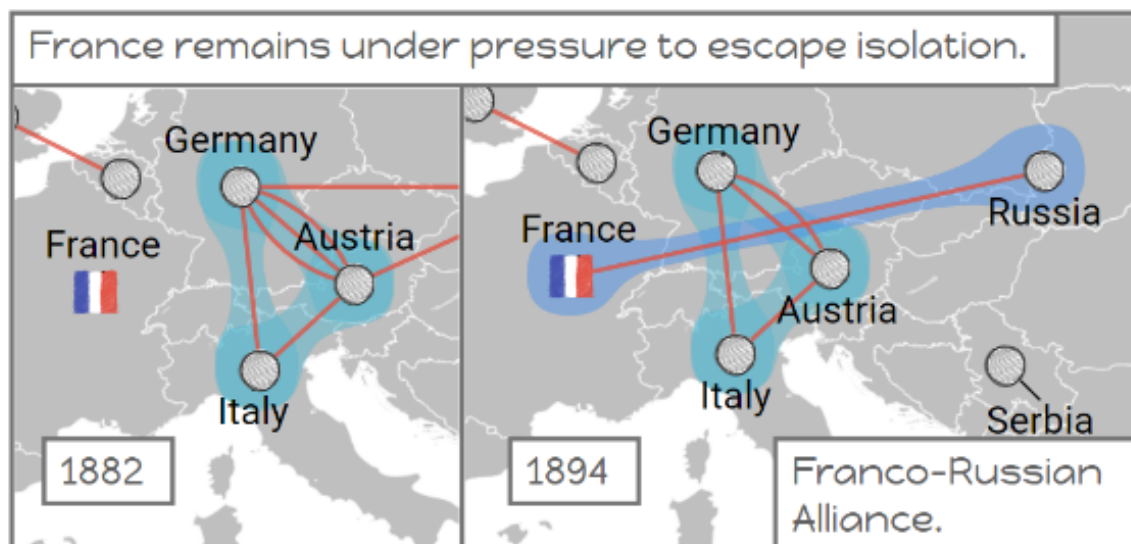 France remains under pressure to escape isolation.
Germany
France
Austria
Italy
1882
Germany
France
Russia
Austria
Italy
Serbia
1894
Franco-Russian
Alliance.